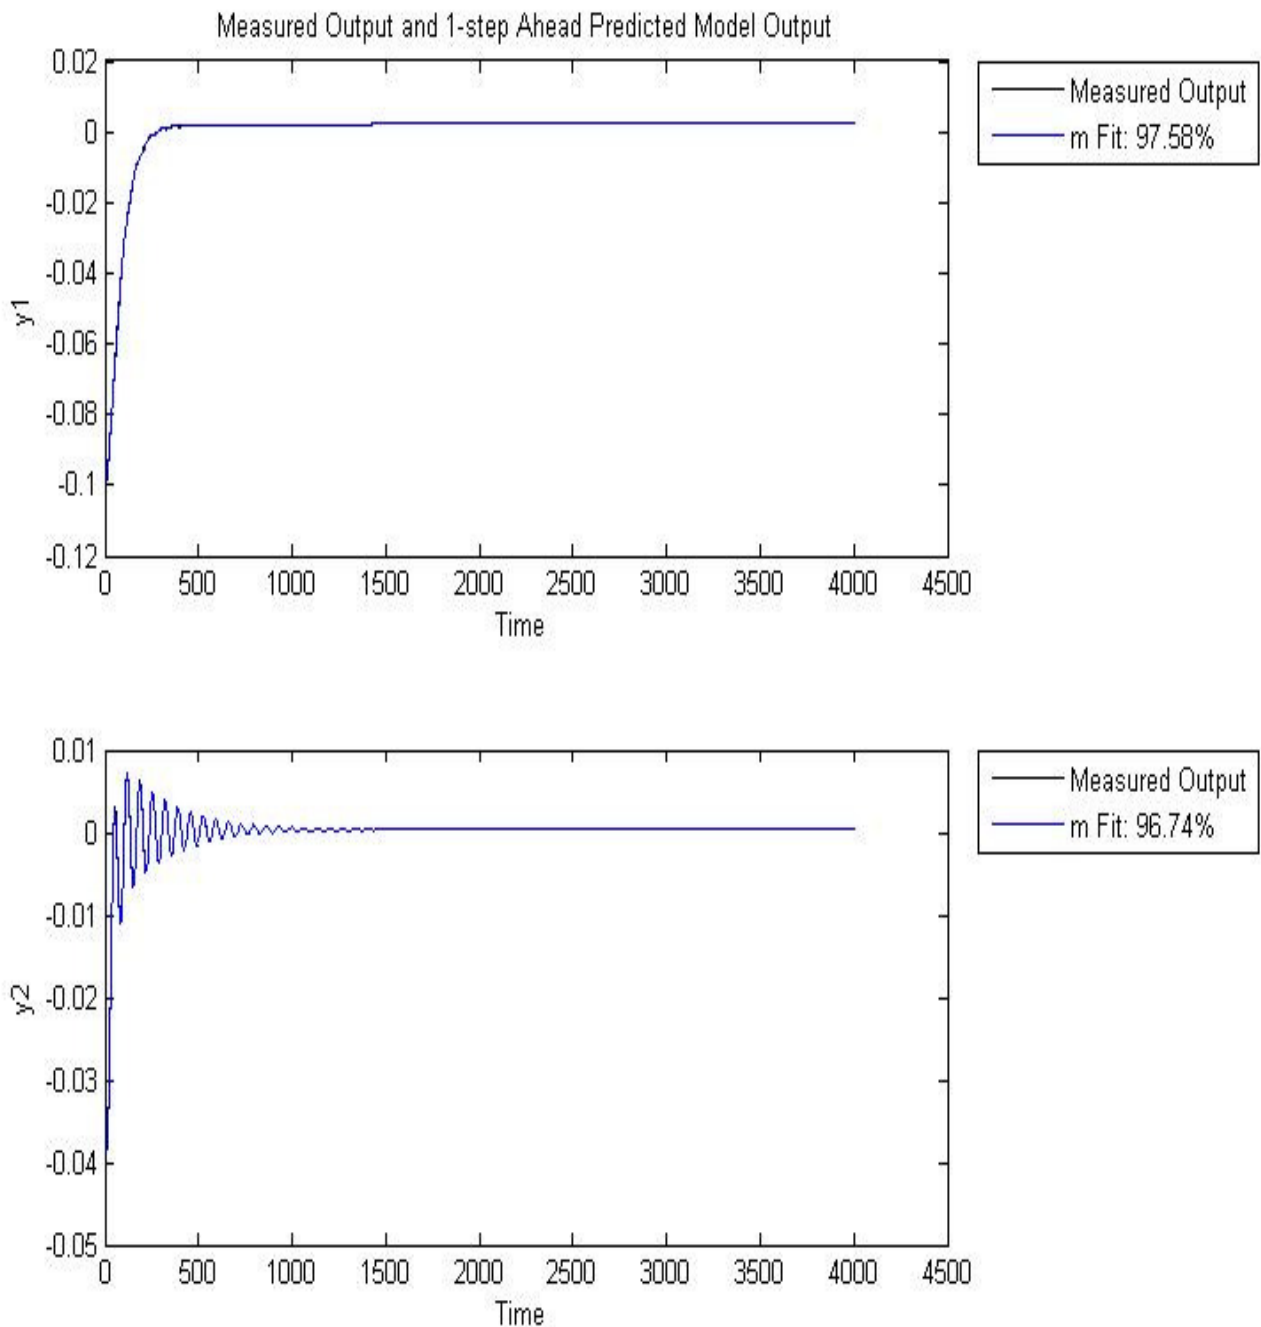 Measured Output and 1-step Ahead Predicted Model Output
0.02
0
-0.02
-0.04
-0.06
-0.08
-0.1
-0.12
y1
0 500 1000 1500 2000 2500 3000 3500 4000 4500
Time
Measured Output
m Fit: 97.58%
0.01
0
-0.01
-0.02
-0.03
-0.04
-0.05
y2
0 500 1000 1500 2000 2500 3000 3500 4000 4500
Time
Measured Output
m Fit: 96.74%